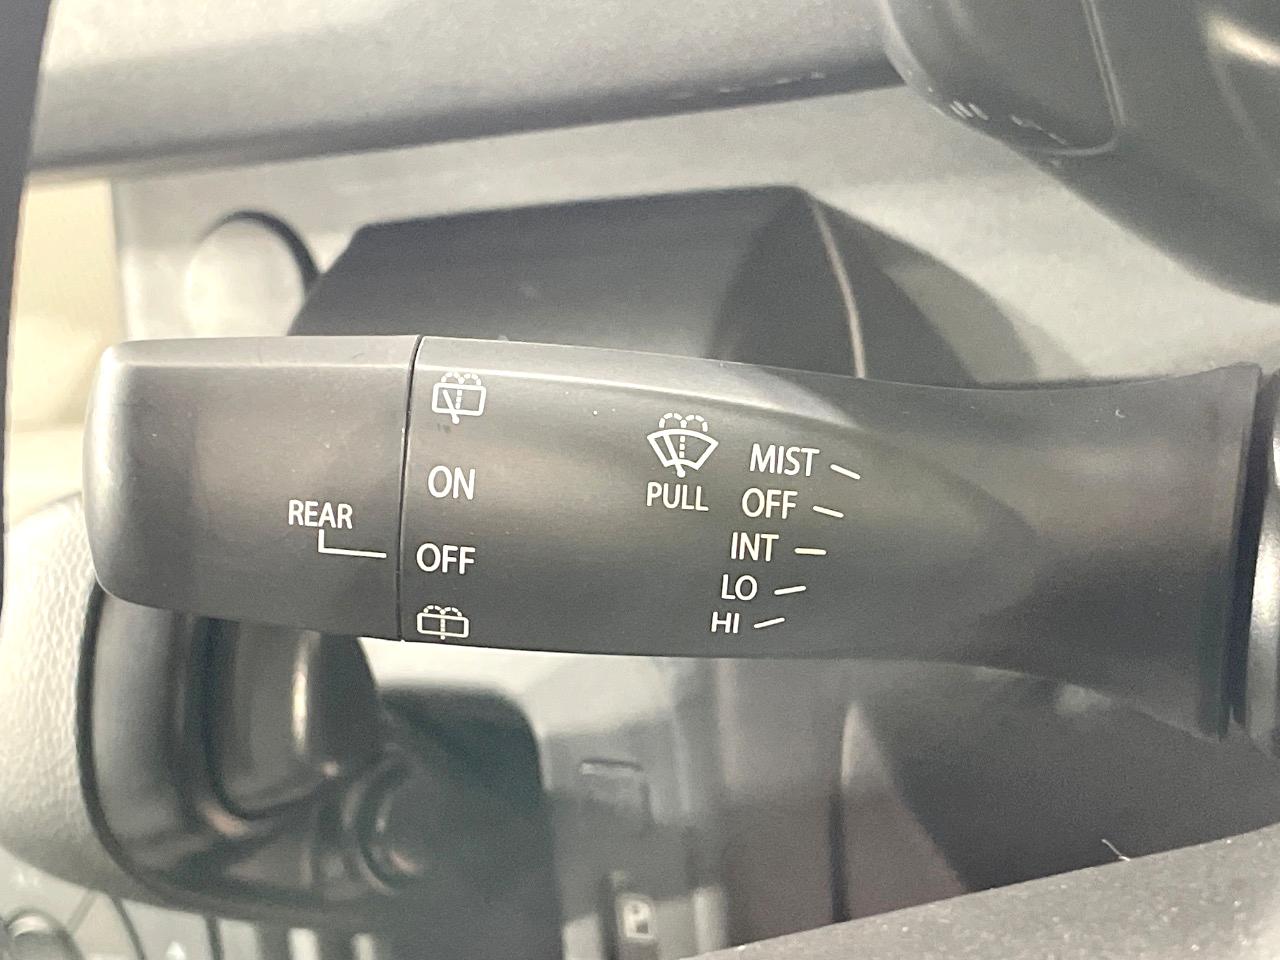 REAR
ON
OFF
PULL
MIST
OFF
INT
LO
HI
P